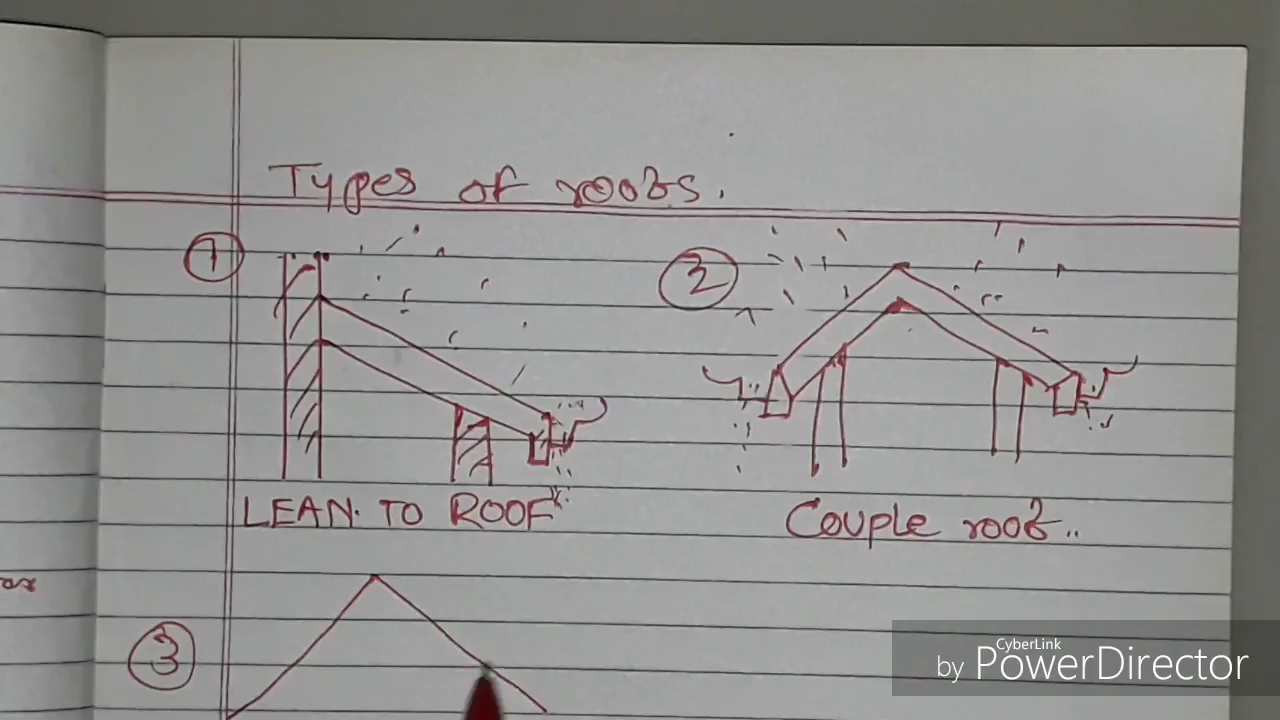 Types of roofs.
1
2
LEAN TO ROOF
Couple roof..
3
CyberLink
by PowerDirector